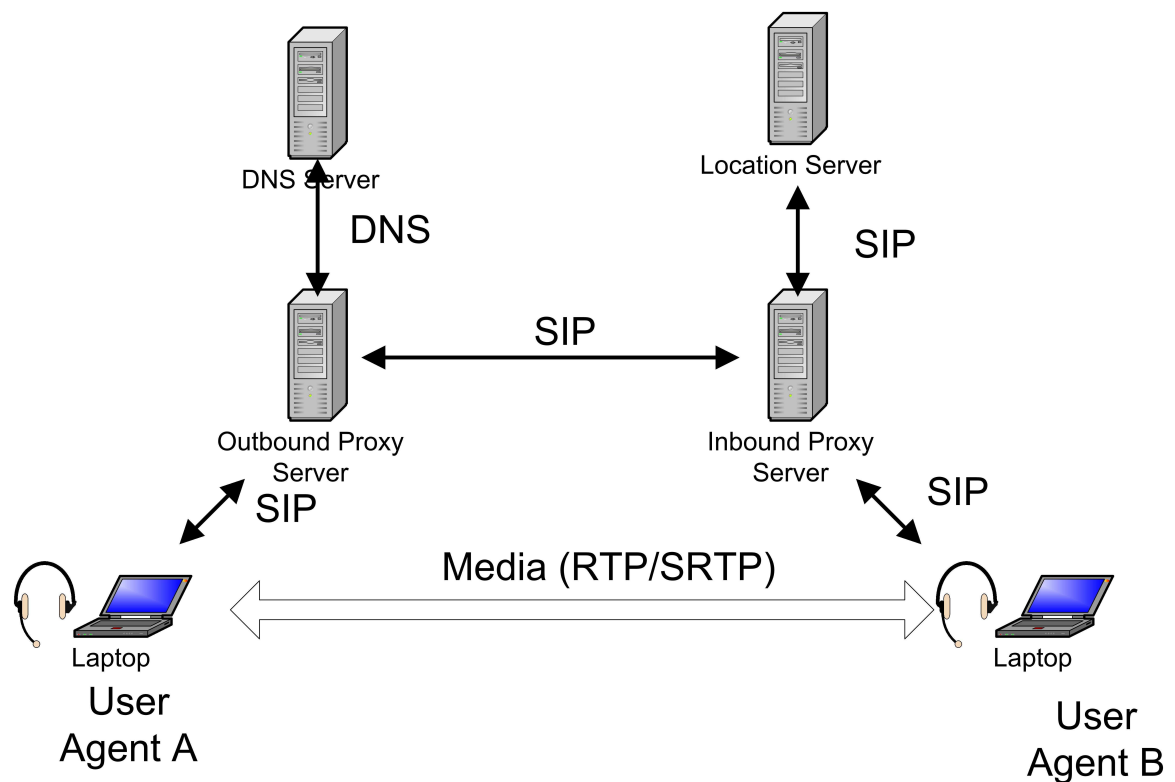 DNS Server
Location Server
DNS
SIP
SIP
Outbound Proxy
Server
Inbound Proxy
Server
SIP
SIP
Media (RTP/SRTP)
Laptop
Laptop
User
Agent A
User
Agent B